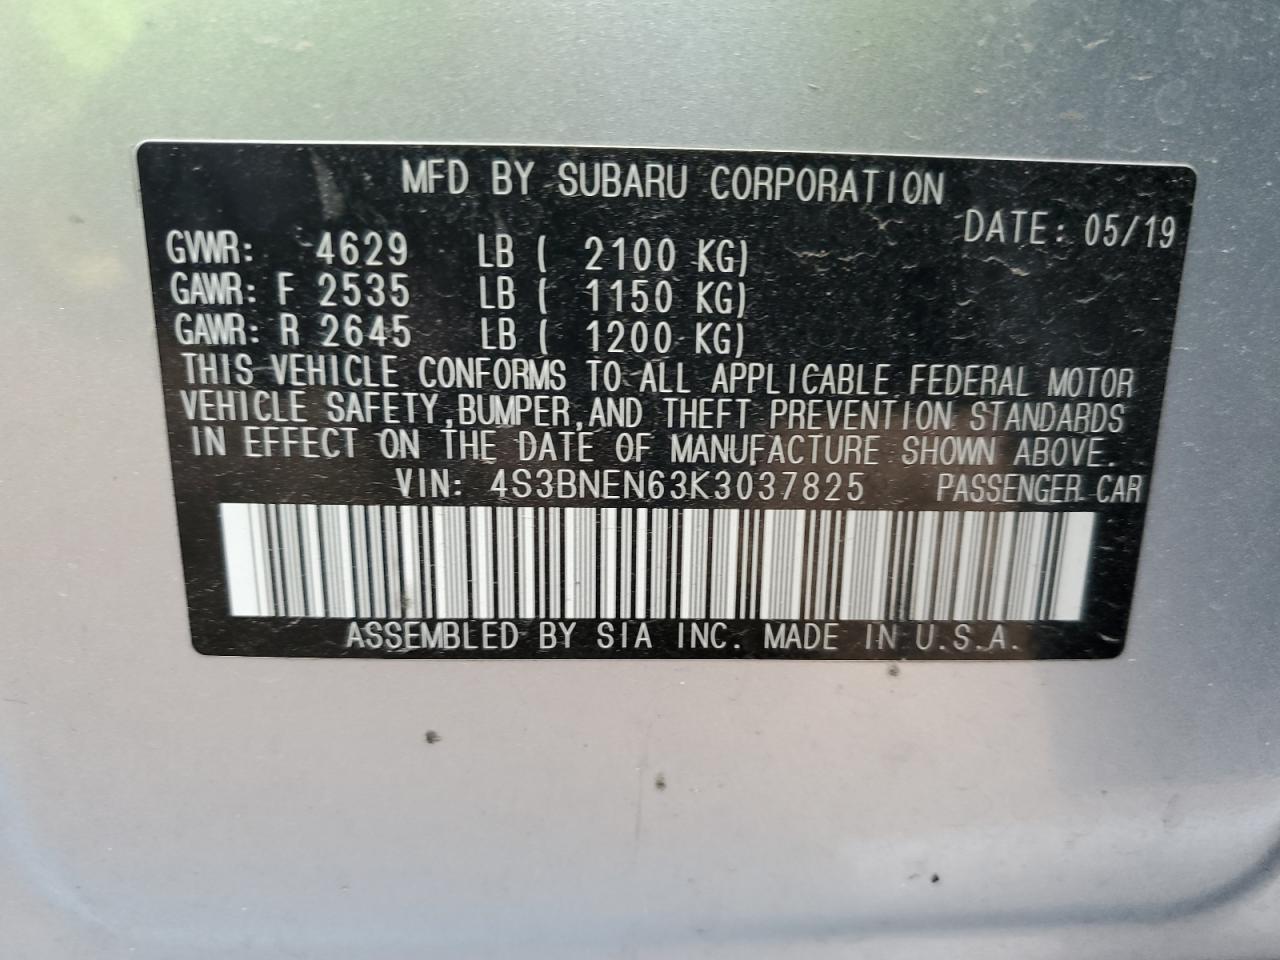 MFD BY SUBARU CORPORATION
DATE: 05/19
GVWR: 4629 LB ( 2100 KG)
GAWR: F 2535 LB ( 1150 KG)
GAWR: R 2645 LB ( 1200 KG)
THIS VEHICLE CONFORMS TO ALL APPLICABLE FEDERAL MOTOR
VEHICLE SAFETY, BUMPER, AND THEFT PREVENTION STANDARDS
IN EFFECT ON THE DATE OF MANUFACTURE SHOWN ABOVE.
VIN: 4S3BNEN63K3037825 PASSENGER CAR
ASSEMBLED BY SIA INC. MADE IN U.S.A.